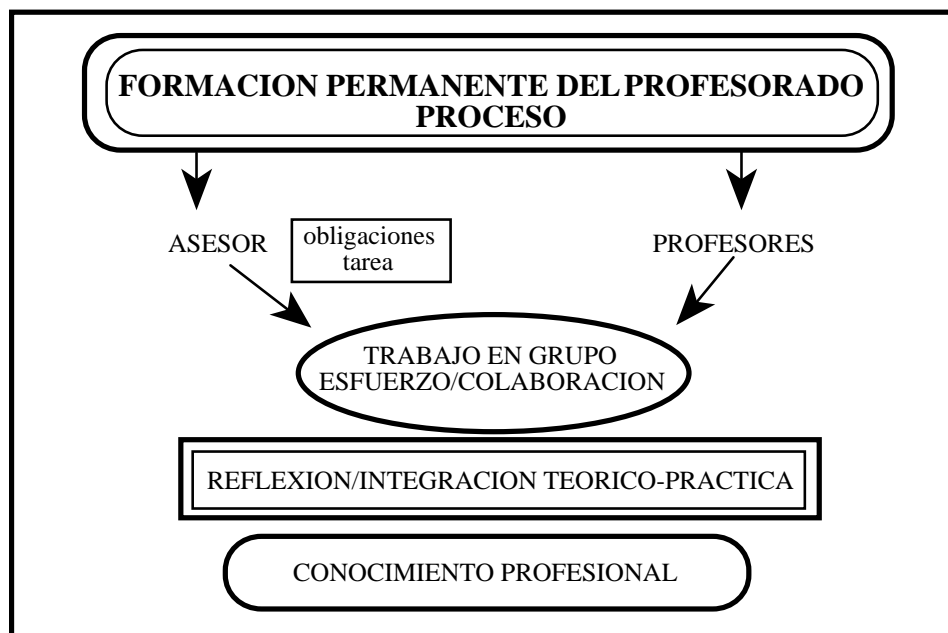 FORMACION PERMANENTE DEL PROFESORADO
PROCESO
ASESOR
obligaciones
tarea
PROFESORES
TRABAJO EN GRUPO
ESFUERZO/COLABORACION
REFLEXION/INTEGRACION TEORICO-PRACTICA
CONOCIMIENTO PROFESIONAL